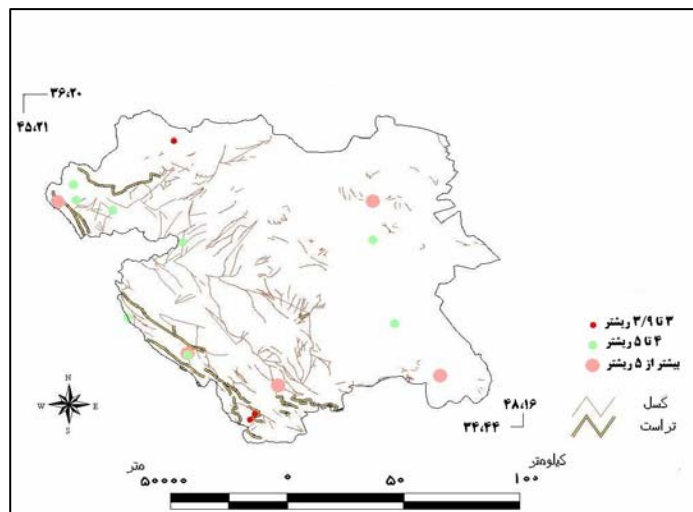 ۳۶،۲۰
۴۵،۲۱
۳ تا ۳/۹ ریشتر
۴ تا ۵ ریشتر
بیشتر از ۵ ریشتر
گسل
تراست
۴۸،۱۶
۳۴،۴۴
N
W E
S
متر کیلومتر
۵۰۰۰۰ ۰ ۵۰ ۱۰۰